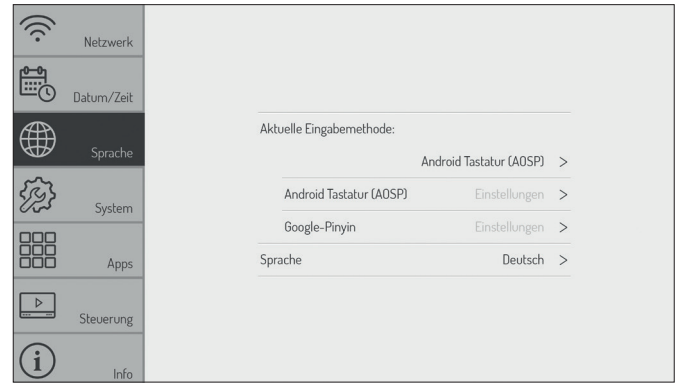 Netzwerk
Datum/Zeit
Sprache
System
Apps
Steuerung
Info
Aktuelle Eingabemethode:
Android Tastatur (AOSP) >
Android Tastatur (AOSP) Einstellungen >
Google-Pinyin Einstellungen >
Sprache Deutsch >